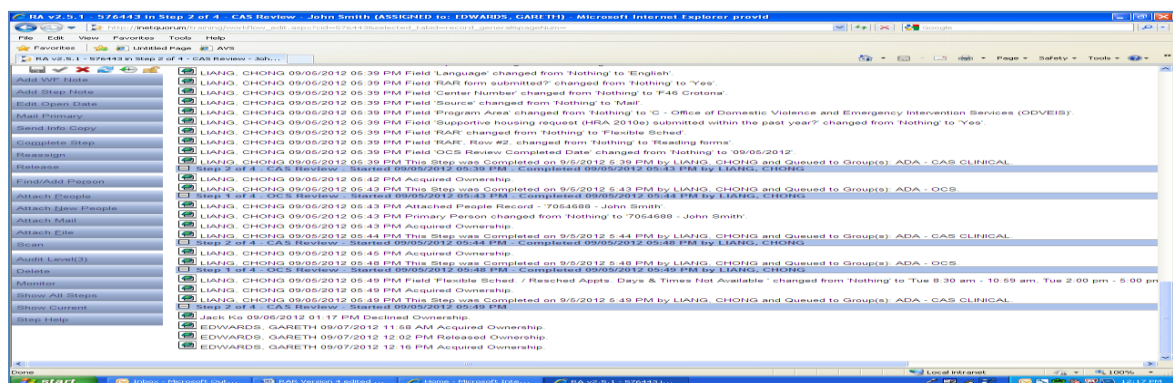 RA v2.5.1 - 576443 in Step 2 of 4 - CAS Review - John Smith (ASSIGNED to: EDWARDS, GARETH) - Microsoft Internet Explorer provid
Google
File Edit View Favorites Tools Help
Favorites Untitled Page AVS
RA v2.5.1 - 576443 in Step 2 of 4 - CAS Review - Joh...
Page Safety Tools
Add WF Note
Add Step Note
Edit Open Date
Mail Primary
Send Info Copy
Complete Step
Reassign
Release
Find/Add Person
Attach People
Attach New People
Attach Mail
Attach File
Scan
Audit Level(3)
Delete
Monitor
Show All Steps
Show Current
Step Help
LIANG, CHONG 09/05/2012 05:39 PM Field 'Language' changed from 'Nothing' to 'English'.
LIANG, CHONG 09/05/2012 05:39 PM Field 'RAR form submitted?' changed from 'Nothing' to 'Yes'.
LIANG, CHONG 09/05/2012 05:39 PM Field 'Center Number' changed from 'Nothing' to 'F46 Crotona'.
LIANG, CHONG 09/05/2012 05:39 PM Field 'Source' changed from 'Nothing' to 'Mail'.
LIANG, CHONG 09/05/2012 05:39 PM Field 'Program Area' changed from 'Nothing' to 'C - Office of Domestic Violence and Emergency Intervention Services (ODVEIS)'.
LIANG, CHONG 09/05/2012 05:39 PM Field 'Supportive housing request (HRA 2010e) submitted within the past year?' changed from 'Nothing' to 'Yes'.
LIANG, CHONG 09/05/2012 05:39 PM Field 'RAR' changed from 'Nothing' to 'Flexible Sched'.
LIANG, CHONG 09/05/2012 05:39 PM Field 'RAR', Row #2, changed from 'Nothing' to 'Reading forms'.
LIANG, CHONG 09/05/2012 05:39 PM Field 'OCS Review Completed Date' changed from 'Nothing' to '09/05/2012'.
LIANG, CHONG 09/05/2012 05:39 PM This Step was Completed on 9/5/2012 5:39 PM by LIANG, CHONG and Queued to Group(s): ADA - CAS CLINICAL.
Step 2 of 4 - CAS Review - Started 09/05/2012 05:39 PM - Completed 09/05/2012 05:43 PM by LIANG, CHONG
LIANG, CHONG 09/05/2012 05:42 PM Acquired Ownership.
LIANG, CHONG 09/05/2012 05:43 PM This Step was Completed on 9/5/2012 5:43 PM by LIANG, CHONG and Queued to Group(s): ADA - OCS.
Step 1 of 4 - OCS Review - Started 09/05/2012 05:43 PM - Completed 09/05/2012 05:44 PM by LIANG, CHONG
LIANG, CHONG 09/05/2012 05:43 PM Attached People Record - '7054688 - John Smith'.
LIANG, CHONG 09/05/2012 05:43 PM Primary Person changed from 'Nothing' to '7054688 - John Smith'.
LIANG, CHONG 09/05/2012 05:43 PM Acquired Ownership.
LIANG, CHONG 09/05/2012 05:44 PM This Step was Completed on 9/5/2012 5:44 PM by LIANG, CHONG and Queued to Group(s): ADA - CAS CLINICAL.
Step 2 of 4 - CAS Review - Started 09/05/2012 05:44 PM - Completed 09/05/2012 05:48 PM by LIANG, CHONG
LIANG, CHONG 09/05/2012 05:45 PM Acquired Ownership.
LIANG, CHONG 09/05/2012 05:48 PM This Step was Completed on 9/5/2012 5:48 PM by LIANG, CHONG and Queued to Group(s): ADA - OCS.
Step 1 of 4 - OCS Review - Started 09/05/2012 05:48 PM - Completed 09/05/2012 05:49 PM by LIANG, CHONG
LIANG, CHONG 09/05/2012 05:49 PM Field 'Flexible Sched. / Resched Appts. Days & Times Not Available ' changed from 'Nothing' to Tue 8:30 am - 10:59 am, Tue 2:00 pm - 5:00 pm
LIANG, CHONG 09/05/2012 05:49 PM Acquired Ownership.
LIANG, CHONG 09/05/2012 05:49 PM This Step was Completed on 9/5/2012 5:49 PM by LIANG, CHONG and Queued to Group(s): ADA - CAS CLINICAL.
Step 2 of 4 - CAS Review - Started 09/05/2012 05:49 PM
Jack Ko 09/06/2012 01:17 PM Declined Ownership.
EDWARDS, GARETH 09/07/2012 11:58 AM Acquired Ownership.
EDWARDS, GARETH 09/07/2012 12:02 PM Released Ownership.
EDWARDS, GARETH 09/07/2012 12:16 PM Acquired Ownership.
Done Local intranet 100%
start Inbox - Microsoft Out... RAR Version 4 edited ... Home - Microsoft Inte... RA v2.5.1 - 576443 i... 12:17 PM